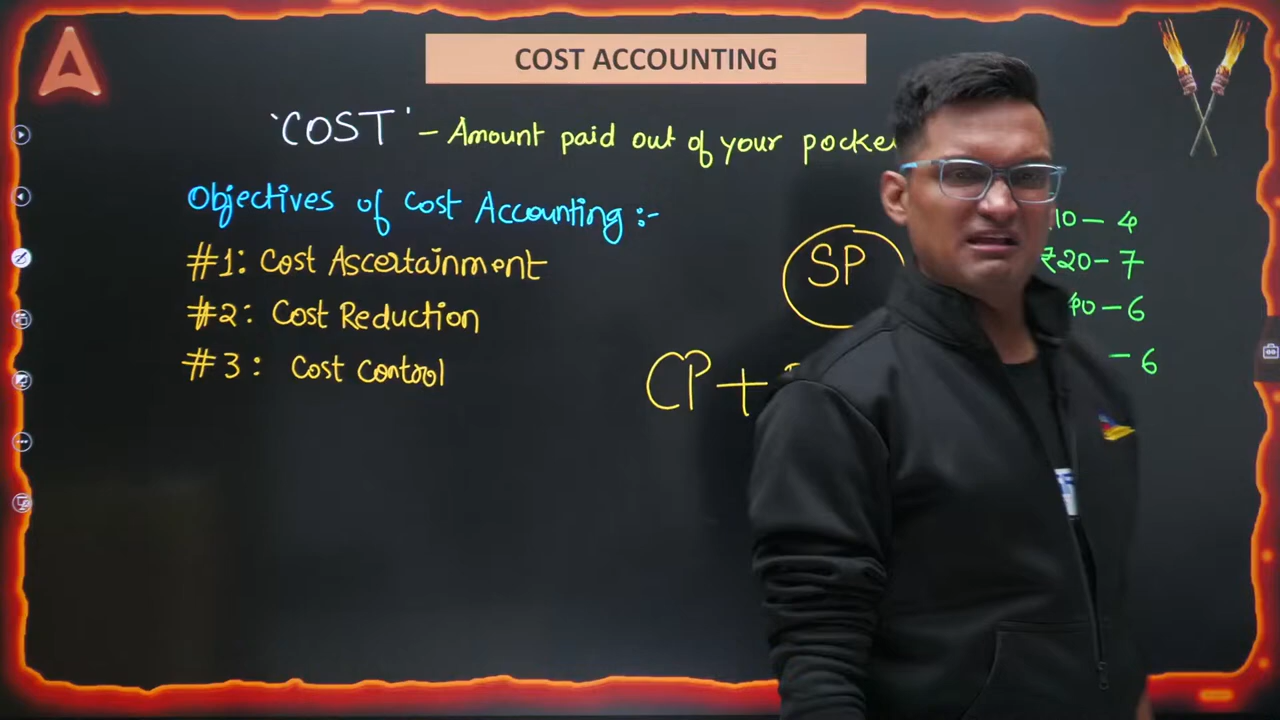 COST ACCOUNTING
'COST' - Amount paid out of your
Objectives of Cost Accounting :-
#1: Cost Ascertainment
#2: Cost Reduction
#3: Cost Control
SP
CP +
10 - 4
₹20 - 7
40 - 6
- 6